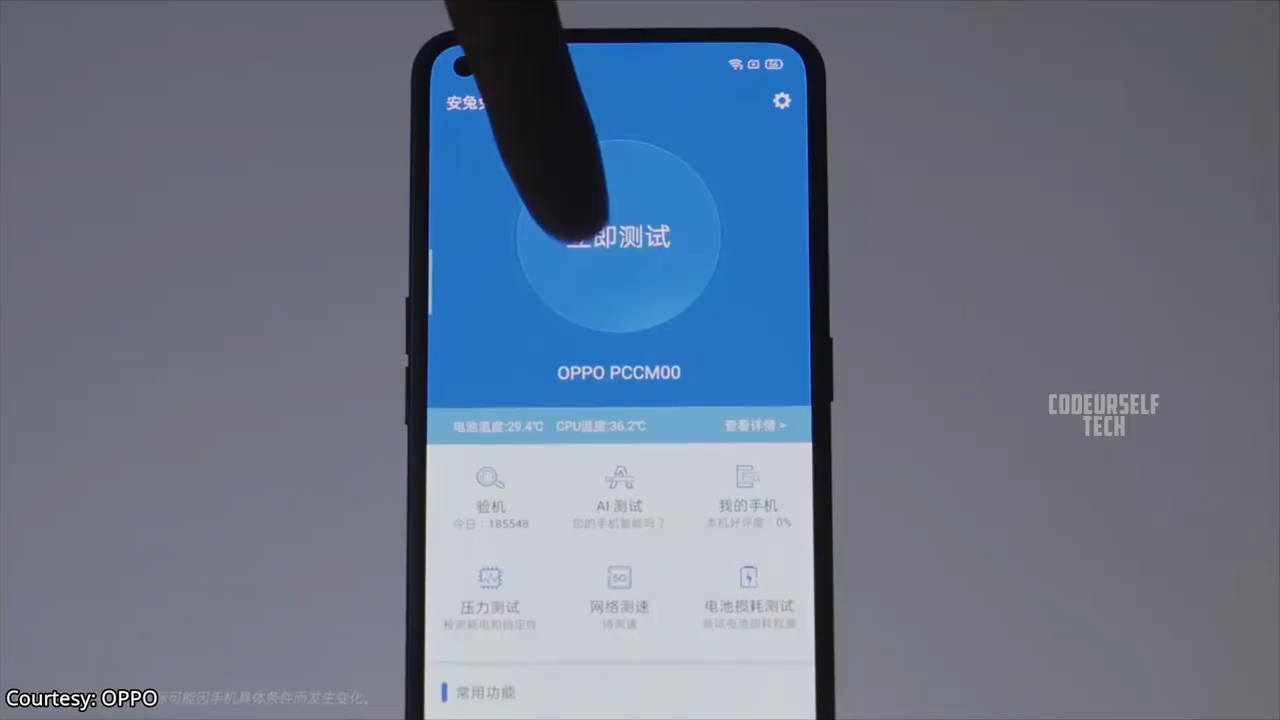 安兔
立即测试
OPPO PCCM00
电池温度:29.4℃ CPU温度:36.2℃ 查看详情 >
验机 AI 测试 我的手机
今日：185548 您的手机智能吗？ 本机好评度：0%
5G
压力测试 网络测速 电池损耗测试
检测耗电和稳定性 待测速 测试电池损耗程度
常用功能
CODEURSELF
TECH
Courtesy: OPPO
可能因手机具体条件而发生变化。